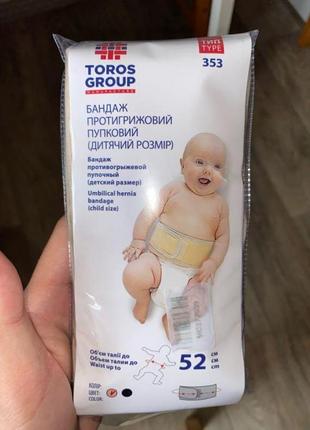 TOROS
GROUP
MANUFACTURE
ТИП
TYPE
353
БАНДАЖ
ПРОТИГРИЖОВИЙ
ПУПКОВИЙ
(ДИТЯЧИЙ РОЗМІР)
Бандаж
противогрыжевой
пупочный
(детский размер)
Umbilical hernia
bandage
(child size)
Об'єм талії до
Объем талии до
Waist up to
52
см
см
cm
КОЛІР:
ЦВЕТ:
COLOR: